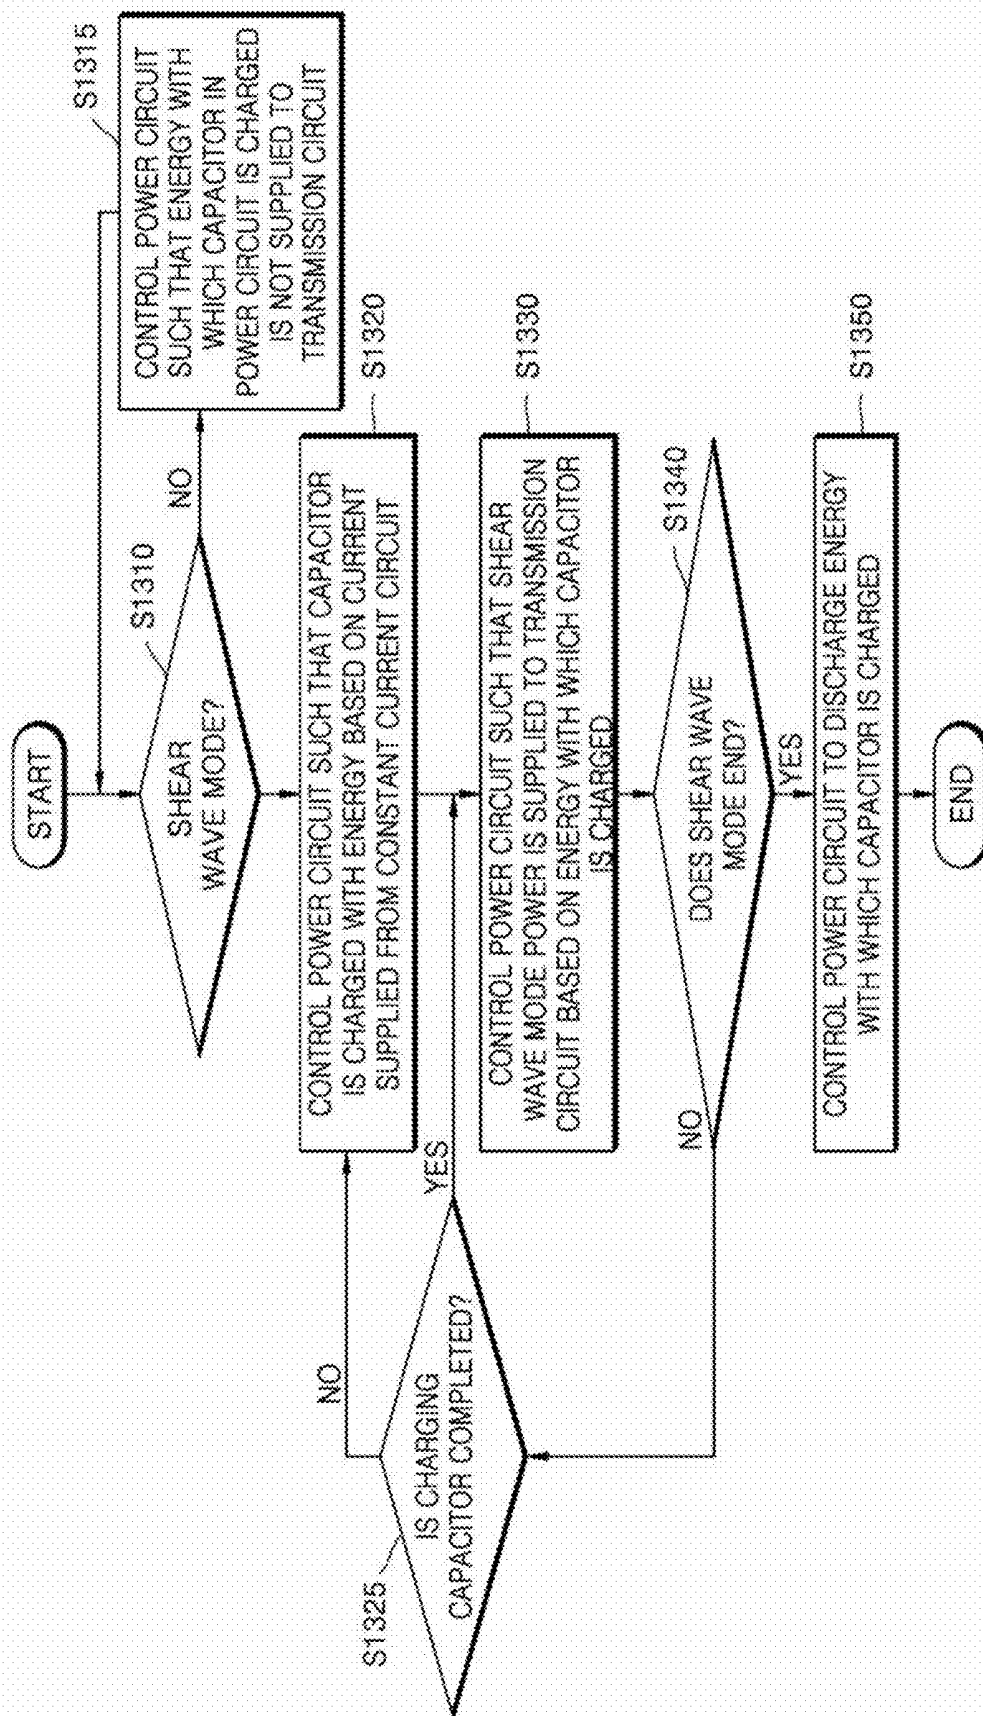 START
S1310
SHEAR
WAVE MODE?
NO
S1315
CONTROL POWER CIRCUIT
SUCH THAT ENERGY WITH
WHICH CAPACITOR IN
POWER CIRCUIT IS CHARGED
IS NOT SUPPLIED TO
TRANSMISSION CIRCUIT
S1320
CONTROL POWER CIRCUIT SUCH THAT CAPACITOR
IS CHARGED WITH ENERGY BASED ON CURRENT
SUPPLIED FROM CONSTANT CURRENT CIRCUIT
S1325
IS CHARGING
CAPACITOR COMPLETED?
NO
YES
S1330
CONTROL POWER CIRCUIT SUCH THAT SHEAR
WAVE MODE POWER IS SUPPLIED TO TRANSMISSION
CIRCUIT BASED ON ENERGY WITH WHICH CAPACITOR
IS CHARGED
S1340
DOES SHEAR WAVE
MODE END?
NO
YES
S1350
CONTROL POWER CIRCUIT TO DISCHARGE ENERGY
WITH WHICH CAPACITOR IS CHARGED
END